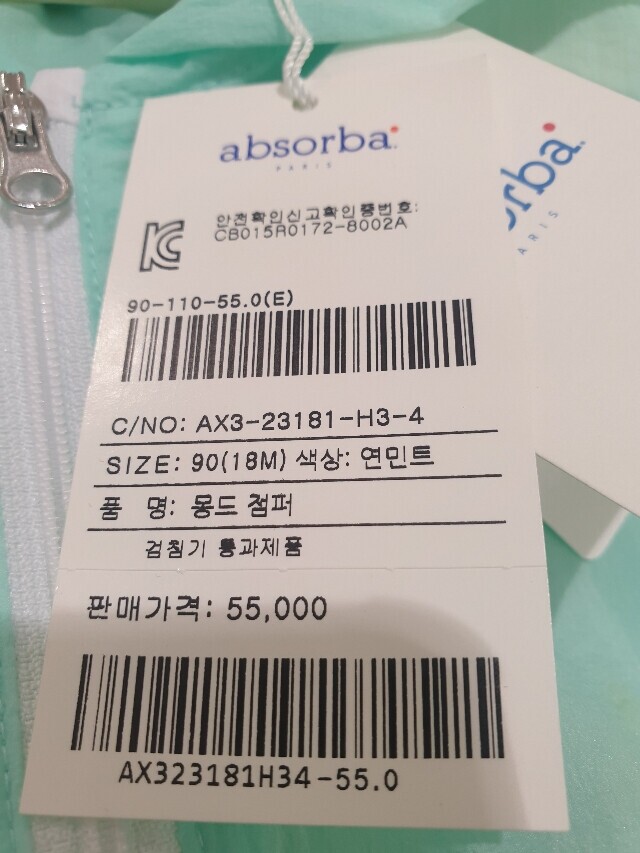 absorba
PARIS
rba
ARIS
안전확인신고확인증번호:
CB015R0172-8002A
90-110-55.0(E)
C/NO: AX3-23181-H3-4
SIZE: 90(18M) 색상: 연민트
품 명: 몽드 점퍼
검침기 통과제품
판매가격: 55,000
AX323181H34-55.0